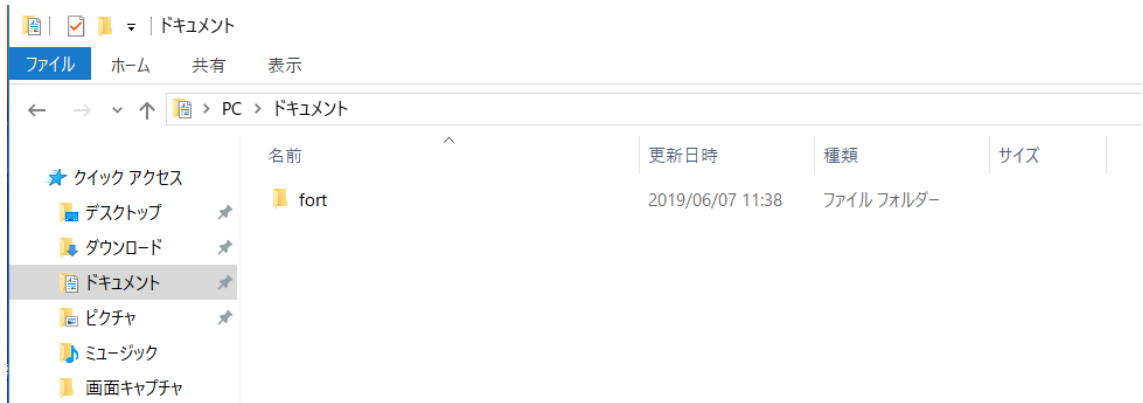 ドキュメント
ファイル ホーム 共有 表示
PC > ドキュメント
名前 更新日時 種類 サイズ
クイック アクセス
fort 2019/06/07 11:38 ファイル フォルダー
デスクトップ
ダウンロード
ドキュメント
ピクチャ
ミュージック
画面キャプチャ